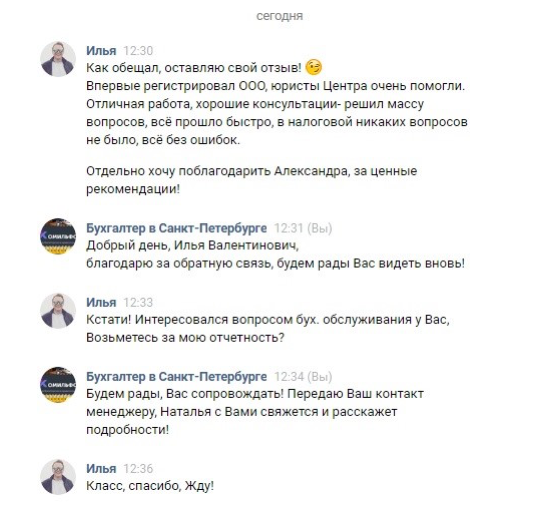 сегодня
Илья 12:30
Как обещал, оставляю свой отзыв! 😉
Впервые регистрировал ООО, юристы Центра очень помогли.
Отличная работа, хорошие консультации- решил массу
вопросов, всё прошло быстро, в налоговой никаких вопросов
не было, всё без ошибок.
Отдельно хочу поблагодарить Александра, за ценные
рекомендации!
Бухгалтер в Санкт-Петербурге 12:31 (Вы)
Добрый день, Илья Валентинович,
благодарю за обратную связь, будем рады Вас видеть вновь!
Илья 12:33
Кстати! Интересовался вопросом бух. обслуживания у Вас,
Возьметесь за мою отчетность?
Бухгалтер в Санкт-Петербурге 12:34 (Вы)
Будем рады, Вас сопровождать! Передаю Ваш контакт
менеджеру, Наталья с Вами свяжется и расскажет
подробности!
Илья 12:36
Класс, спасибо, Жду!